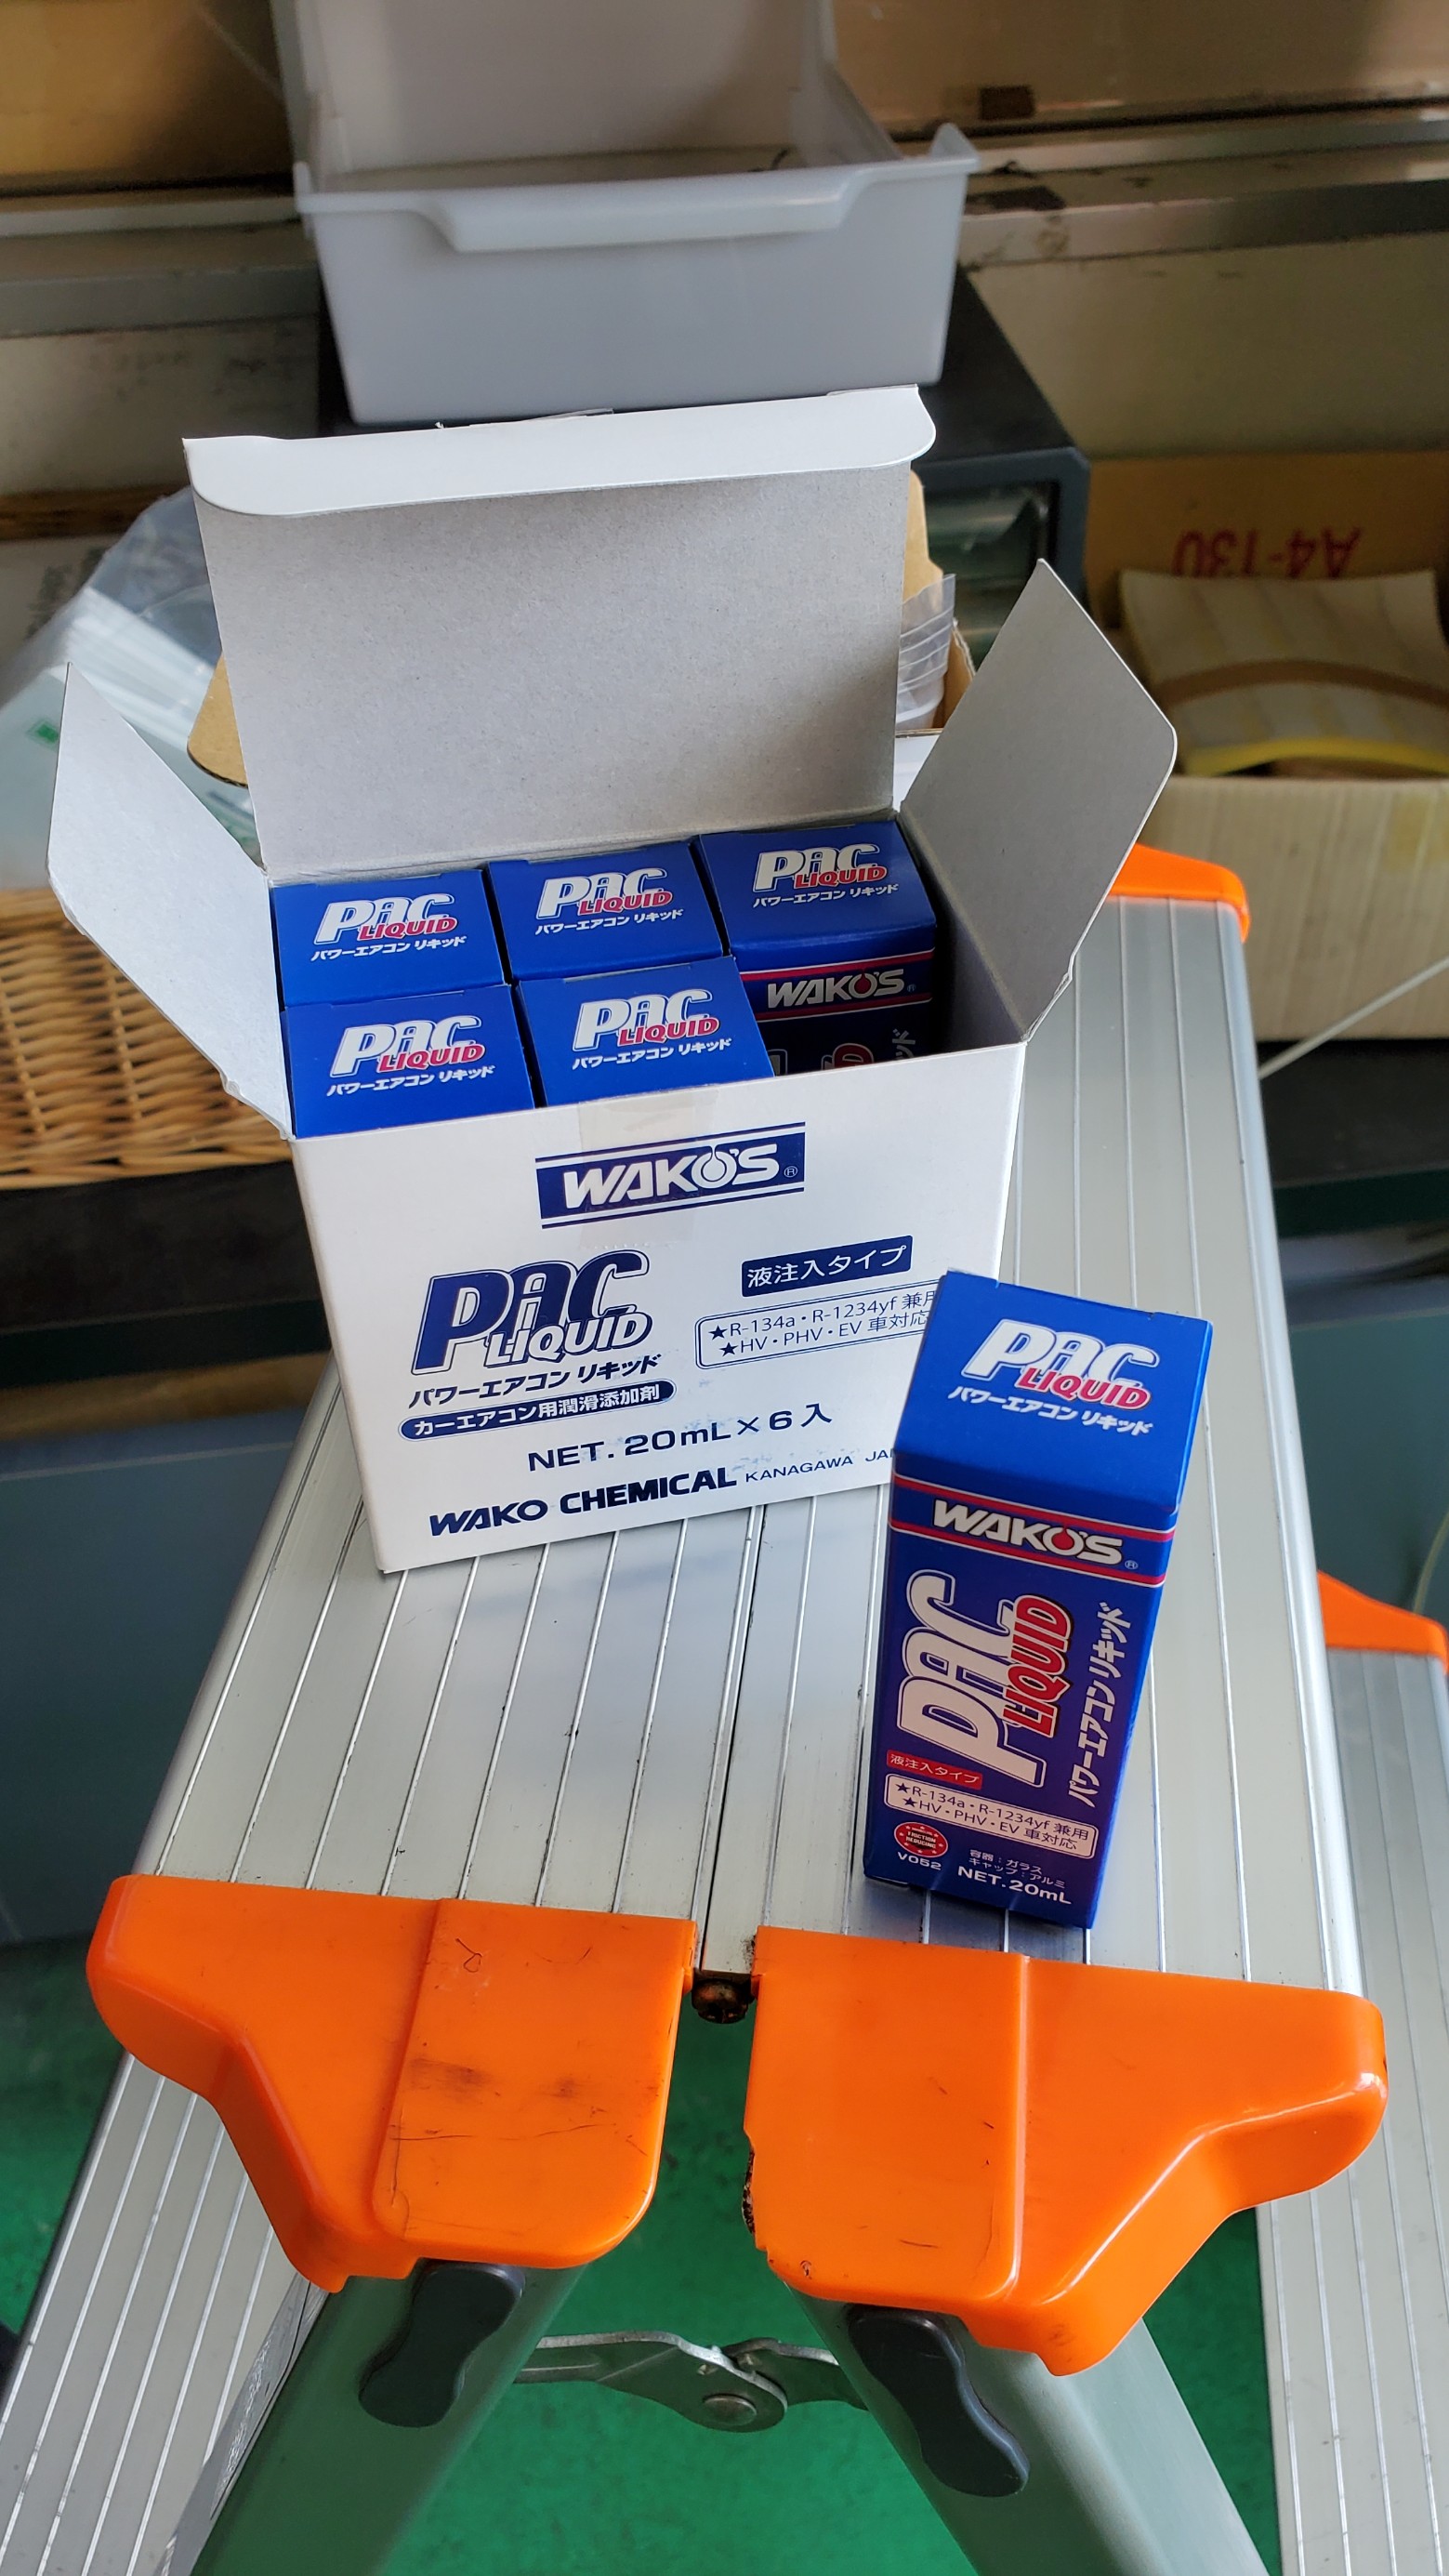 A4-130
PAC
LIQUID
パワーエアコン リキッド
PAC
LIQUID
パワーエアコン リキッド
PAC
LIQUID
パワーエアコン リキッド
WAKO'S®
PAC
LIQUID
パワーエアコン リキッド
PAC
LIQUID
パワーエアコン リキッド
WAKO'S®
PAC
LIQUID
パワーエアコン リキッド
カーエアコン用潤滑添加剤
液注入タイプ
★R-134a・R-1234yf 兼用
★HV・PHV・EV 車対応
NET. 20mL×6入
WAKO CHEMICAL KANAGAWA
PAC
LIQUID
パワーエアコン リキッド
WAKO'S®
PAC
LIQUID
パワーエアコン リキッド
液注入タイプ
★R-134a・R-1234yf 兼用
★HV・PHV・EV 車対応
FRICTION
REDUCING
V052
容器：ガラス
キャップ：アルミ
NET. 20mL